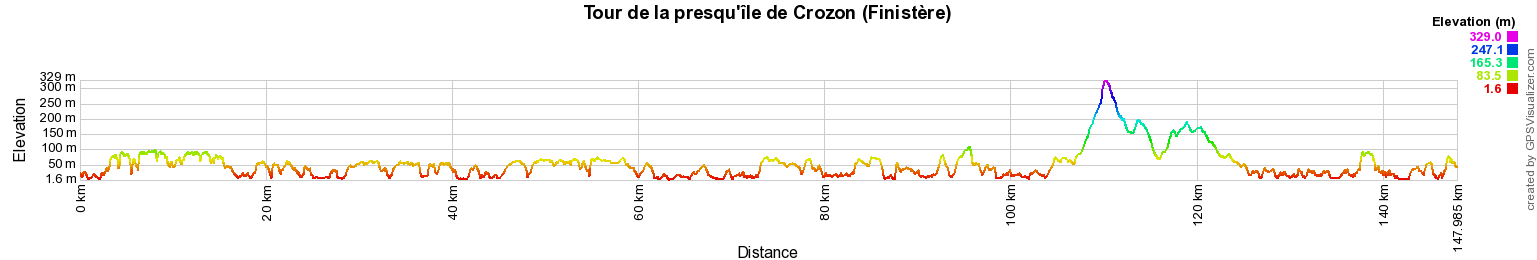 Tour de la presqu'île de Crozon (Finistère)
Elevation (m)
329.0
247.1
165.3
83.5
1.6
329 m
300 m
250 m
200 m
150 m
100 m
50 m
1.6 m
Elevation
0 km
20 km
40 km
60 km
80 km
100 km
120 km
140 km
147.985 km
Distance
created by GPSVisualizer.com